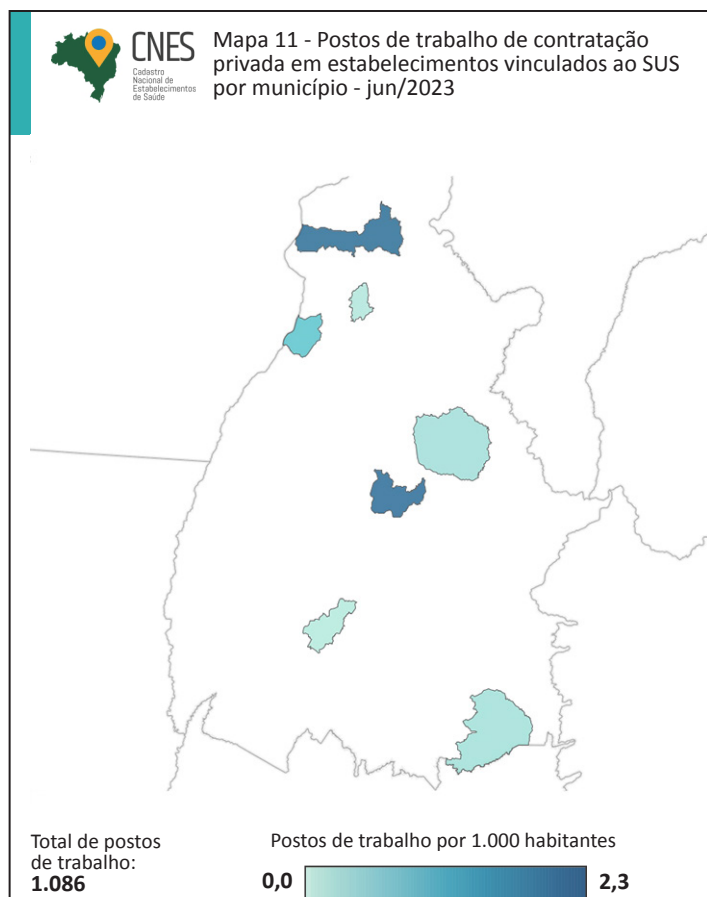 CNES
Cadastro
Nacional de
Estabelecimentos
de Saúde
Mapa 11 - Postos de trabalho de contratação
privada em estabelecimentos vinculados ao SUS
por município - jun/2023
Total de postos
de trabalho:
1.086
Postos de trabalho por 1.000 habitantes
0,0
2,3